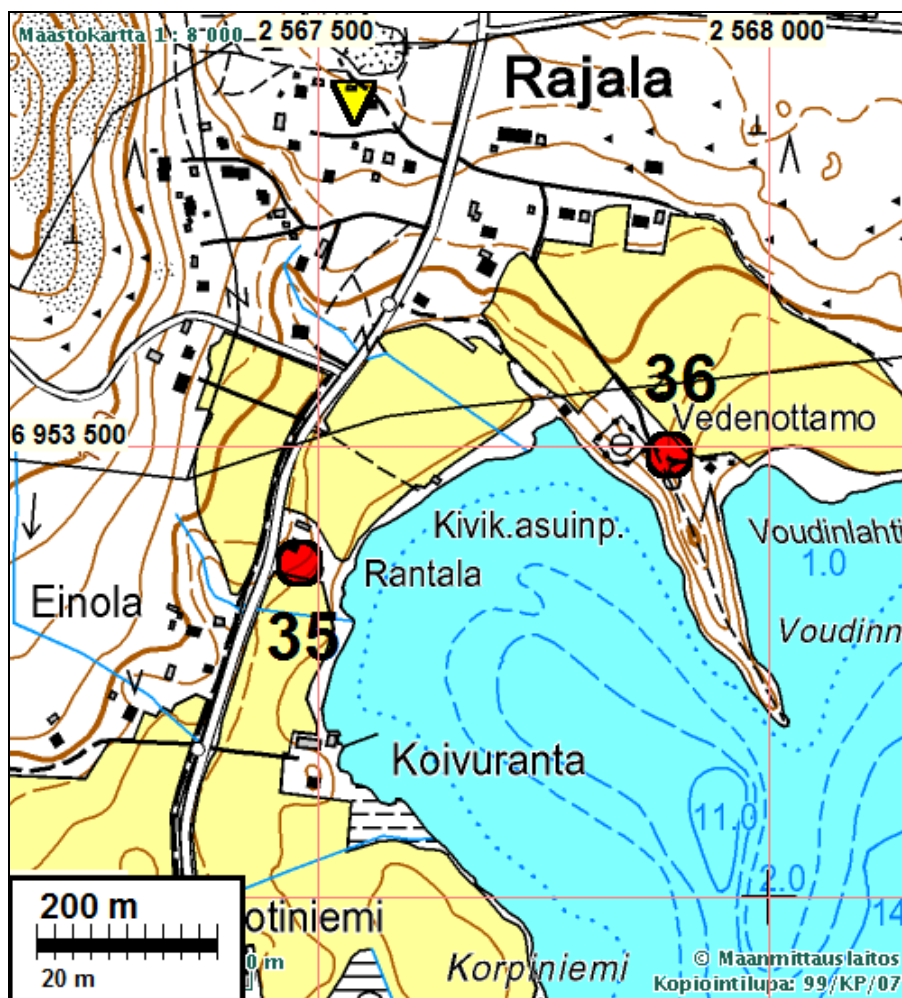 Maastokartta 1 : 8 000
2 567 500
2 568 000
Rajala
36
Vedenottamo
6 953 500
Kivik.asuinp.
Voudinlahti
1.0
Rantala
Einola
35
Voudinn
Koivuranta
11.0
2.0
14
200 m
20 m
otiniemi
0 m
Korpiniemi
© Maanmittauslaitos
Kopiointilupa: 99/KP/07